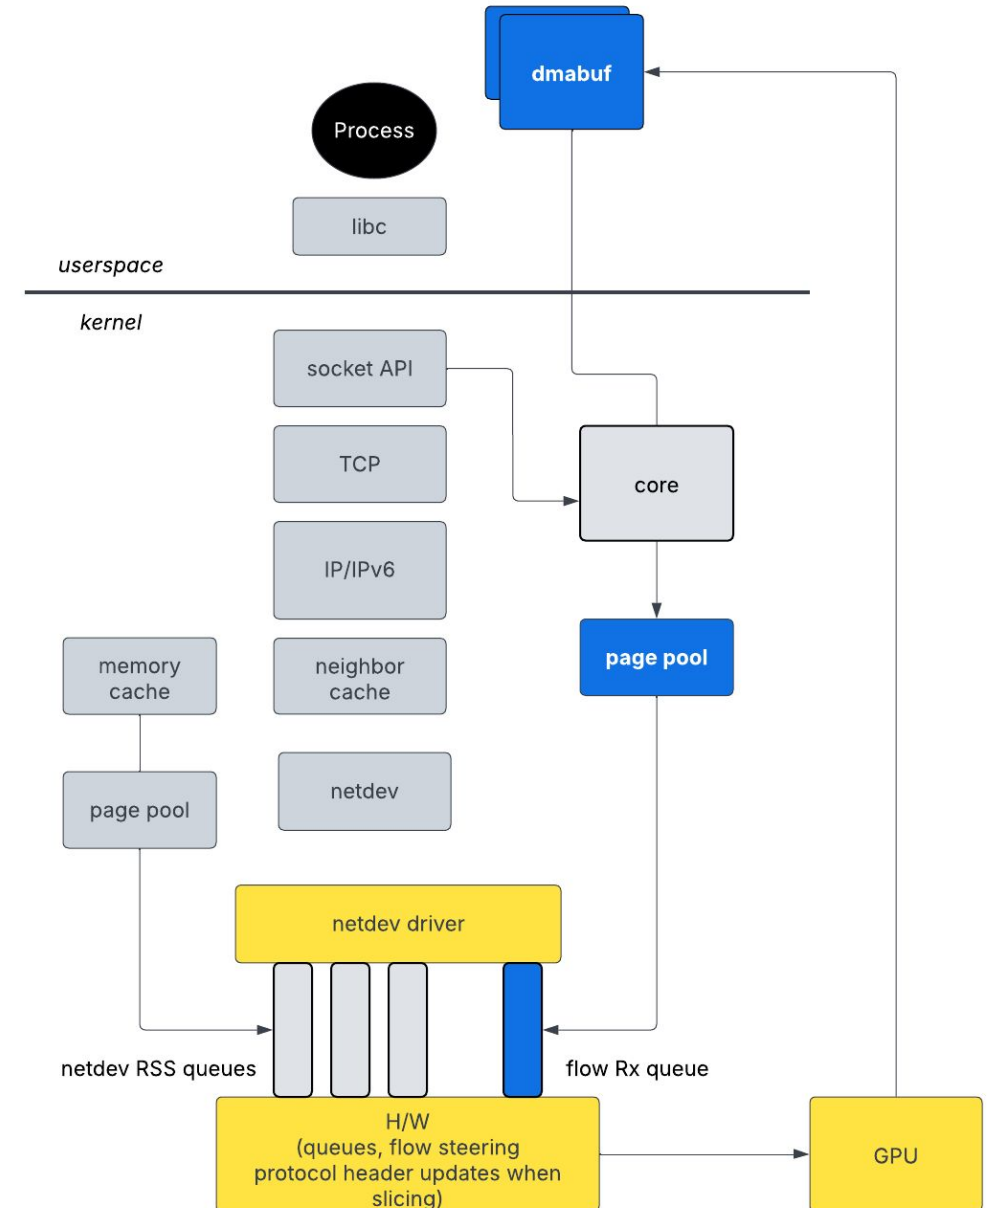 dmabuf
Process
libc
userspace
kernel
socket API
TCP
core
IP/IPv6
memory
cache
neighbor
cache
page pool
netdev
page pool
netdev driver
netdev RSS queues
flow Rx queue
H/W
(queues, flow steering
protocol header updates when
slicing)
GPU